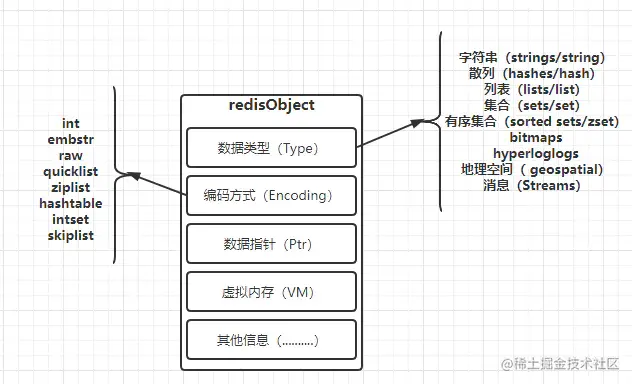 int
embstr
raw
quicklist
ziplist
hashtable
intset
skiplist
redisObject
数据类型（Type）
编码方式（Encoding）
数据指针（Ptr）
虚拟内存（VM）
其他信息（..........）
字符串（strings/string）
散列（hashes/hash）
列表（lists/list）
集合（sets/set）
有序集合（sorted sets/zset）
bitmaps
hyperloglogs
地理空间（ geospatial）
消息（Streams）
@稀土掘金技术社区